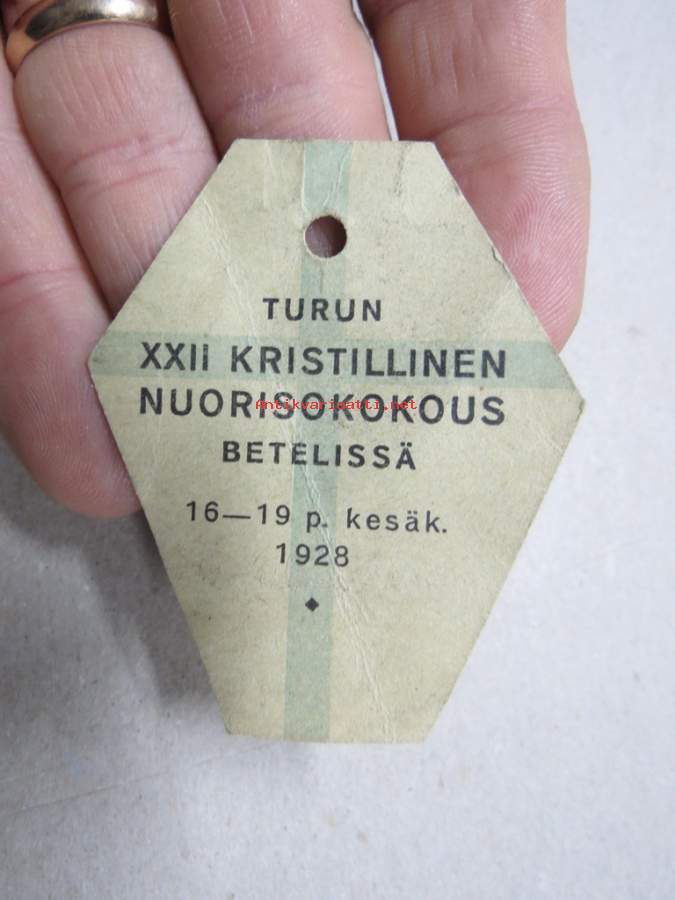 TURUN
XXII KRISTILLINEN
NUORISOKOKOUS
Antikvariaatti.net
BETELISSÄ
16—19 p. kesäk.
1928